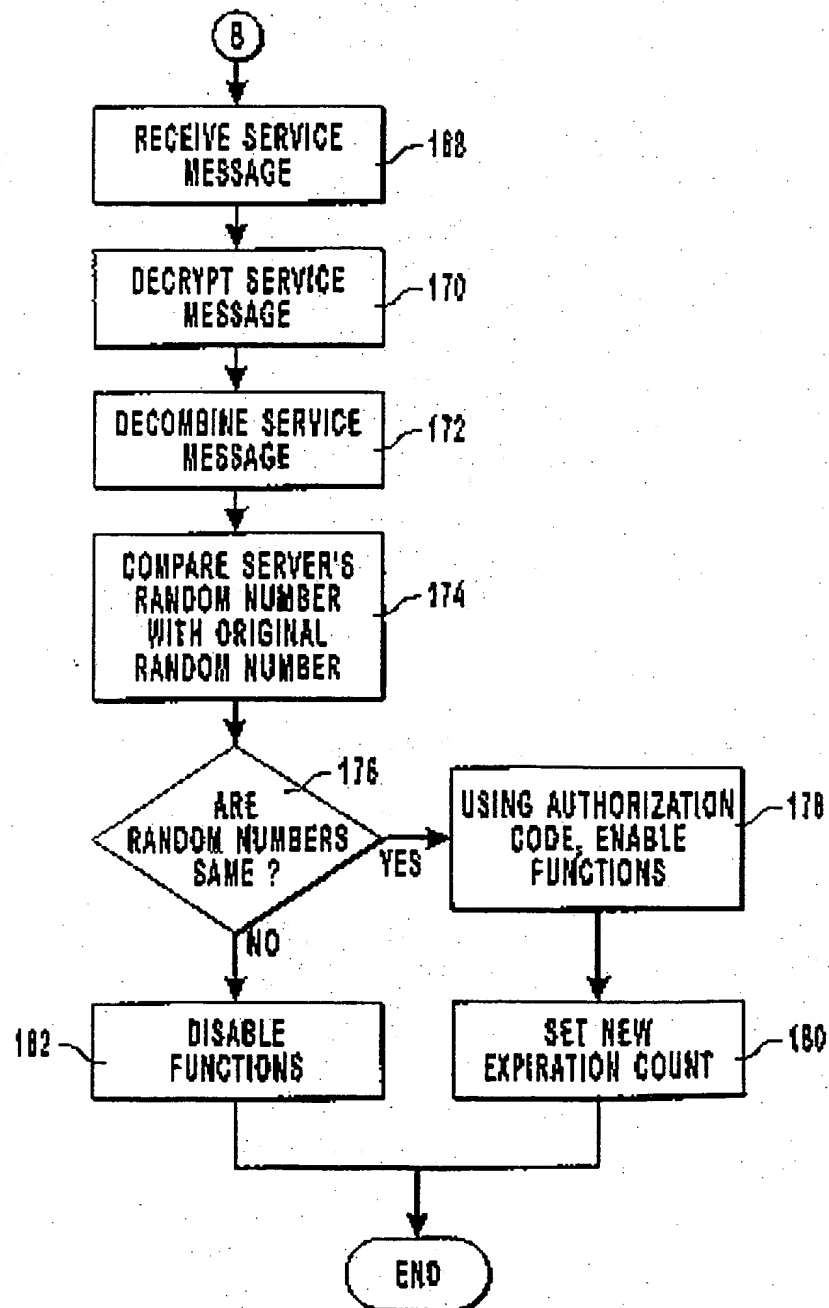 B
RECEIVE SERVICE
MESSAGE
168
DECRYPT SERVICE
MESSAGE
170
DECOMBINE SERVICE
MESSAGE
172
COMPARE SERVER'S
RANDOM NUMBER
WITH ORIGINAL
RANDOM NUMBER
174
176
ARE
RANDOM NUMBERS
SAME ?
YES
NO
USING AUTHORIZATION
CODE, ENABLE
FUNCTIONS
178
182
DISABLE
FUNCTIONS
SET NEW
EXPIRATION COUNT
180
END